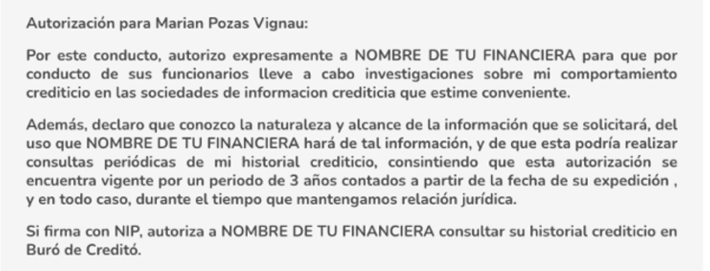 Autorización para Marian Pozas Vignau:
Por este conducto, autorizo expresamente a NOMBRE DE TU FINANCIERA para que por
conducto de sus funcionarios lleve a cabo investigaciones sobre mi comportamiento
crediticio en las sociedades de informacion crediticia que estime conveniente.
Además, declaro que conozco la naturaleza y alcance de la información que se solicitará, del
uso que NOMBRE DE TU FINANCIERA hará de tal información, y de que esta podría realizar
consultas periódicas de mi historial crediticio, consintiendo que esta autorización se
encuentra vigente por un periodo de 3 años contados a partir de la fecha de su expedición ,
y en todo caso, durante el tiempo que mantengamos relación jurídica.
Si firma con NIP, autoriza a NOMBRE DE TU FINANCIERA consultar su historial crediticio en
Buró de Creditó.